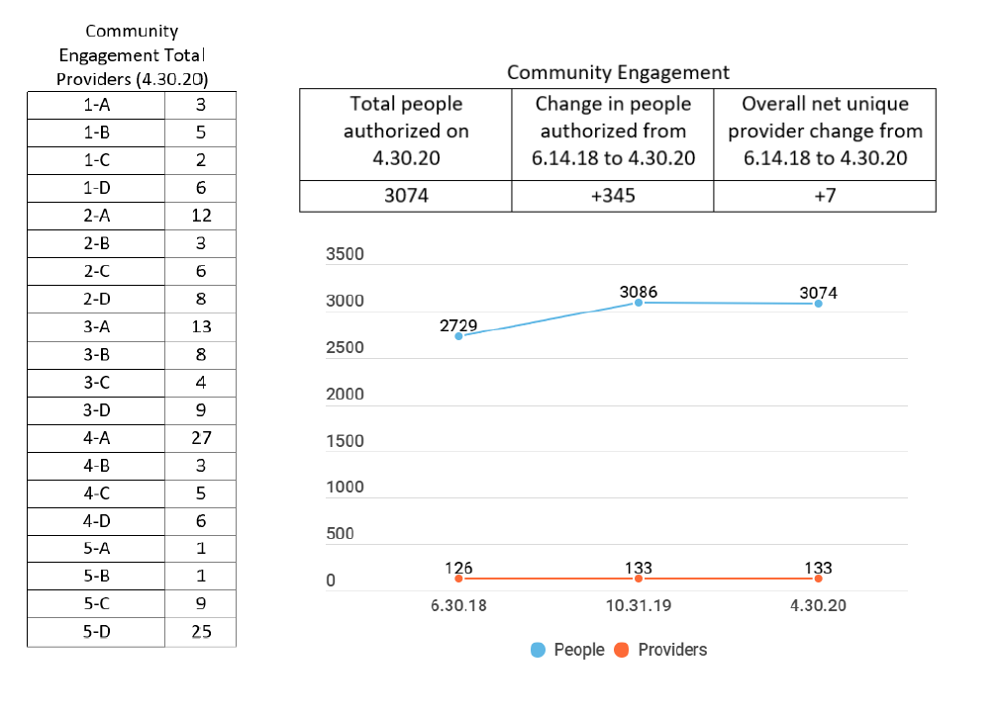 Community
Engagement Total
Providers (4.30.20)
1-A 3
1-B 5
1-C 2
1-D 6
2-A 12
2-B 3
2-C 6
2-D 8
3-A 13
3-B 8
3-C 4
3-D 9
4-A 27
4-B 3
4-C 5
4-D 6
5-A 1
5-B 1
5-C 9
5-D 25
Community Engagement
Total people authorized on 4.30.20
Change in people authorized from 6.14.18 to 4.30.20
Overall net unique provider change from 6.14.18 to 4.30.20
3074 +345 +7
3500
3000
2500
2000
1500
1000
500
0
2729 3086 3074
126 133 133
6.30.18 10.31.19 4.30.20
People Providers